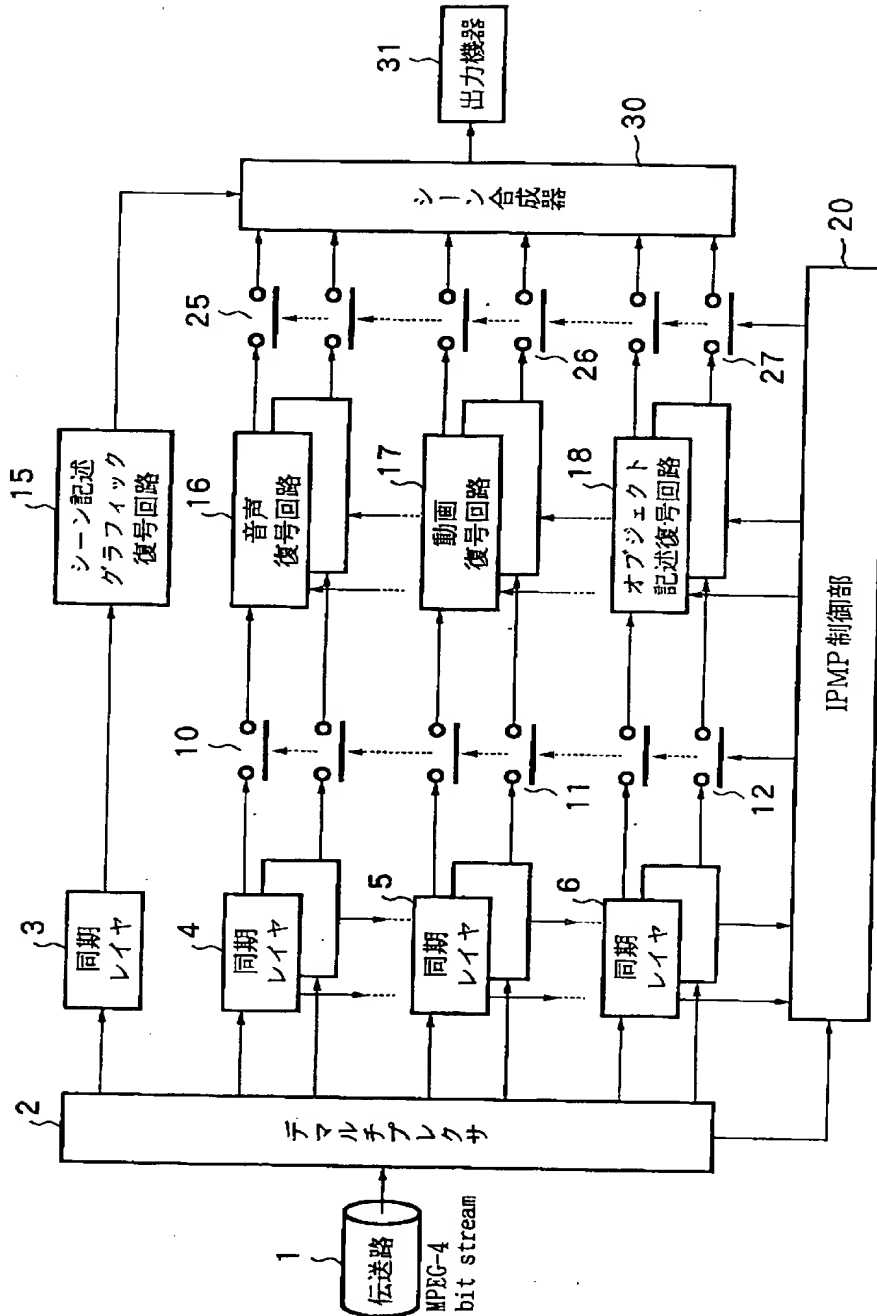 1
伝送路
MPEG-4
bit stream
2
デマルチプレクサ
3
同期
レイヤ
4
同期
レイヤ
5
同期
レイヤ
6
同期
レイヤ
10
11
12
15
シーン記述
グラフィック
復号回路
16
音声
復号回路
17
動画
復号回路
18
オブジェクト
記述復号回路
20
IPMP制御部
25
26
27
30
シーン合成器
31
出力機器